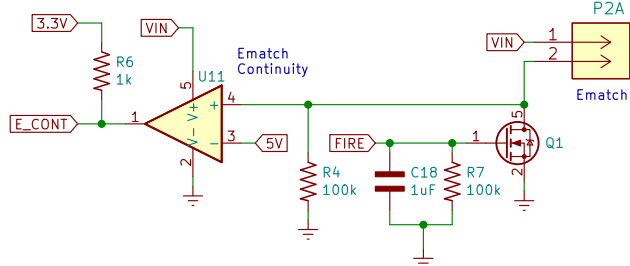 P2A
3.3V
VIN
R6
1k
Ematch
Continuity
VIN
1
2
U11
5
V+
+
4
Ematch
E_CONT
1
5
V-
-
3
5V
FIRE
1
Q1
2
R4
100k
C18
1uF
R7
100k
2